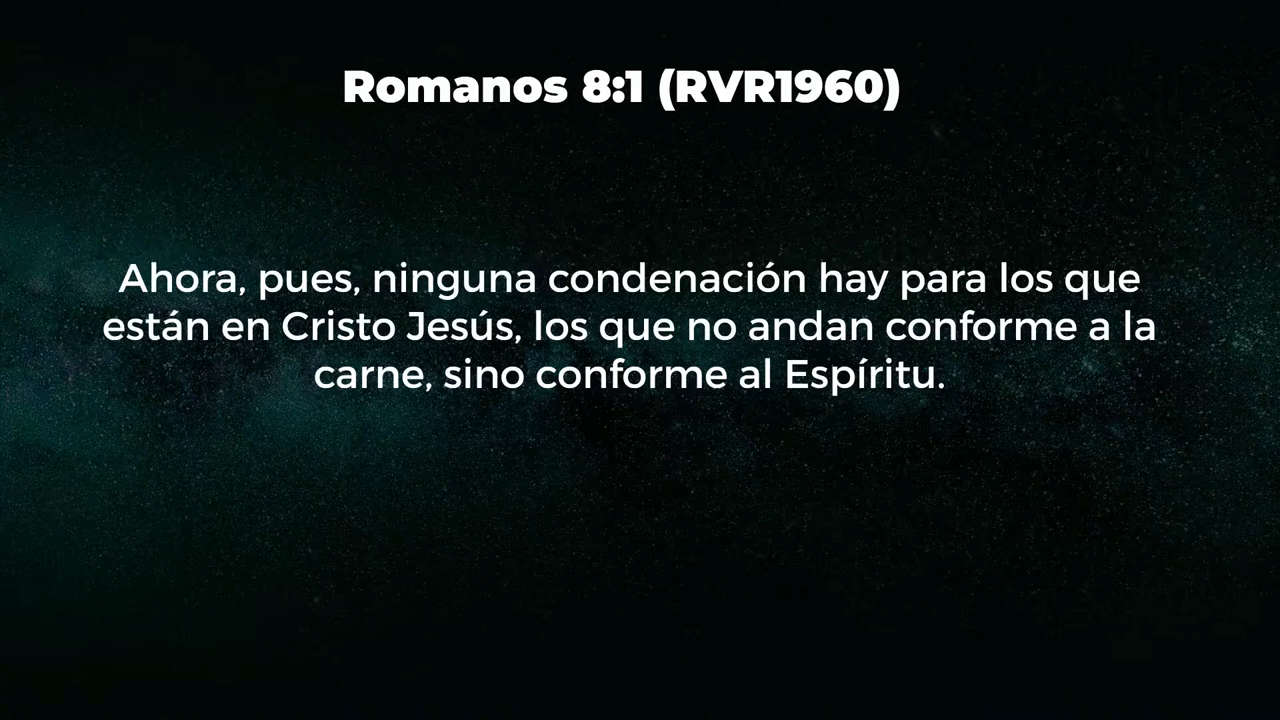 Romanos 8:1 (RVR1960)
Ahora, pues, ninguna condenación hay para los que
están en Cristo Jesús, los que no andan conforme a la
carne, sino conforme al Espíritu.